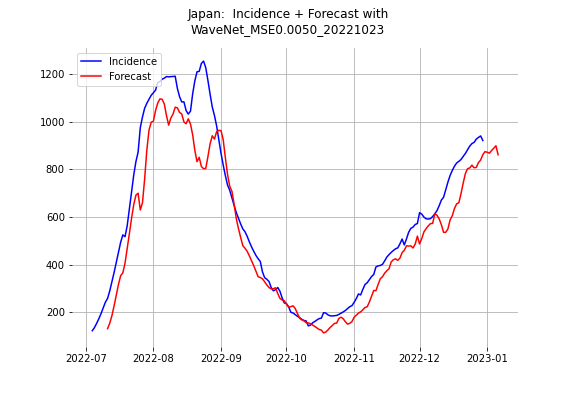 Japan:  Incidence + Forecast with
WaveNet_MSE0.0050_20221023
Incidence
Forecast
1200
1000
800
600
400
200
2022-07 2022-08 2022-09 2022-10 2022-11 2022-12 2023-01